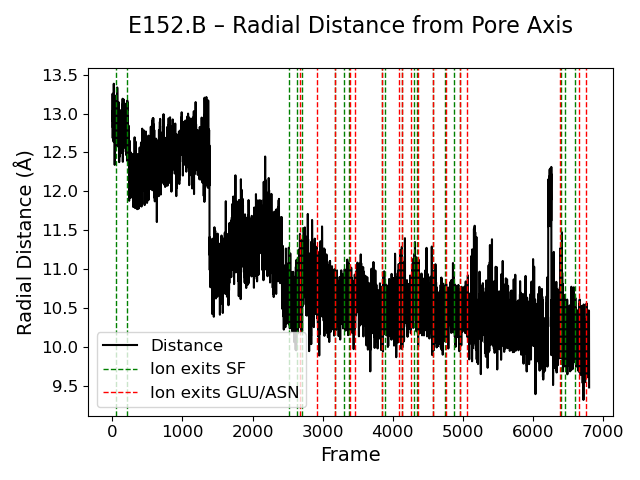 E152.B – Radial Distance from Pore Axis
13.5
13.0
12.5
12.0
11.5
11.0
10.5
10.0
9.5
Radial Distance (Å)
Distance
Ion exits SF
Ion exits GLU/ASN
0 1000 2000 3000 4000 5000 6000 7000
Frame